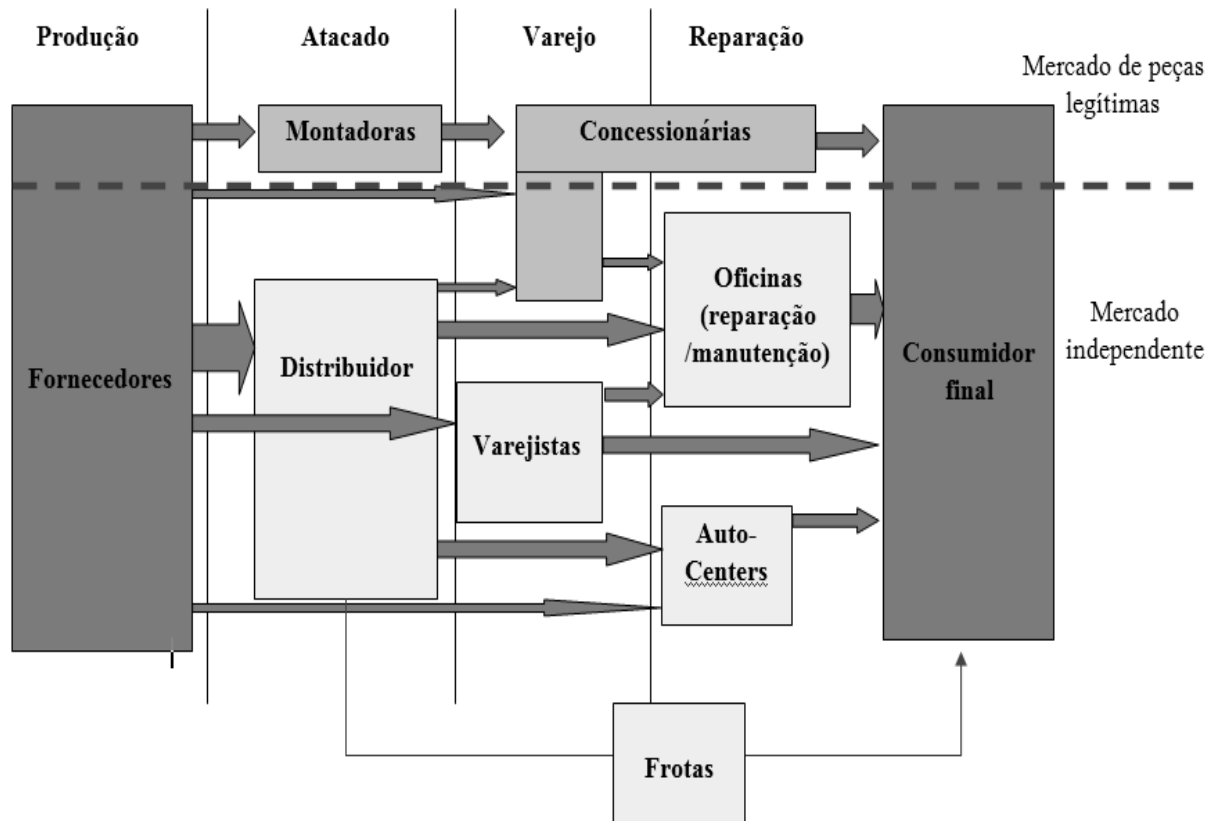 Produção
Atacado
Varejo
Reparação
Mercado de peças
legítimas
Montadoras
Concessionárias
Fornecedores
Distribuidor
Oficinas
(reparação
/manutenção)
Consumidor
final
Mercado
independente
Varejistas
Auto-
Centers
Frotas